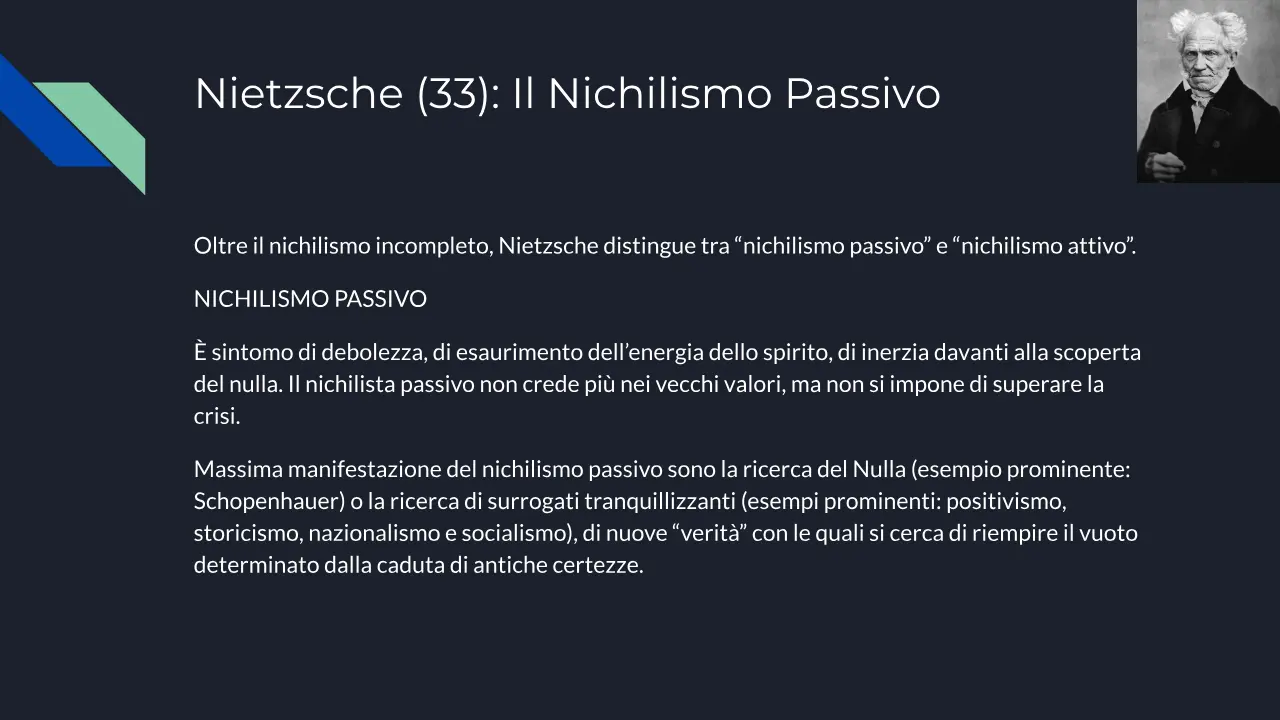 Nietzsche (33): Il Nichilismo Passivo
Oltre il nichilismo incompleto, Nietzsche distingue tra “nichilismo passivo” e “nichilismo attivo”.
NICHILISMO PASSIVO
È sintomo di debolezza, di esaurimento dell’energia dello spirito, di inerzia davanti alla scoperta
del nulla. Il nichilista passivo non crede più nei vecchi valori, ma non si impone di superare la
crisi.
Massima manifestazione del nichilismo passivo sono la ricerca del Nulla (esempio prominente:
Schopenhauer) o la ricerca di surrogati tranquillizzanti (esempi prominenti: positivismo,
storicismo, nazionalismo e socialismo), di nuove “verità” con le quali si cerca di riempire il vuoto
determinato dalla caduta di antiche certezze.